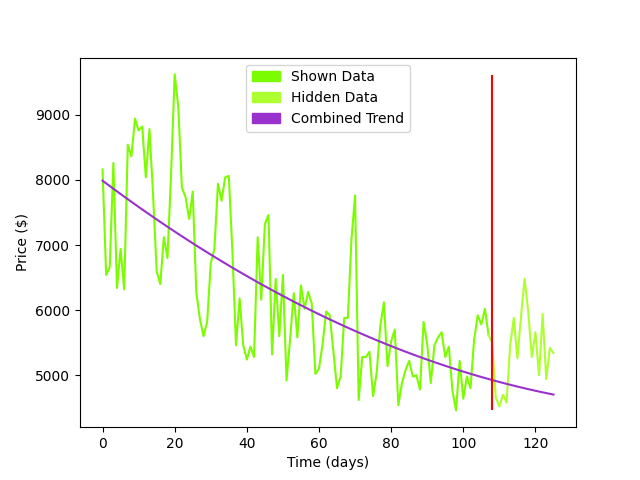 Shown Data
Hidden Data
Combined Trend
Price ($)
9000
8000
7000
6000
5000
0 20 40 60 80 100 120
Time (days)